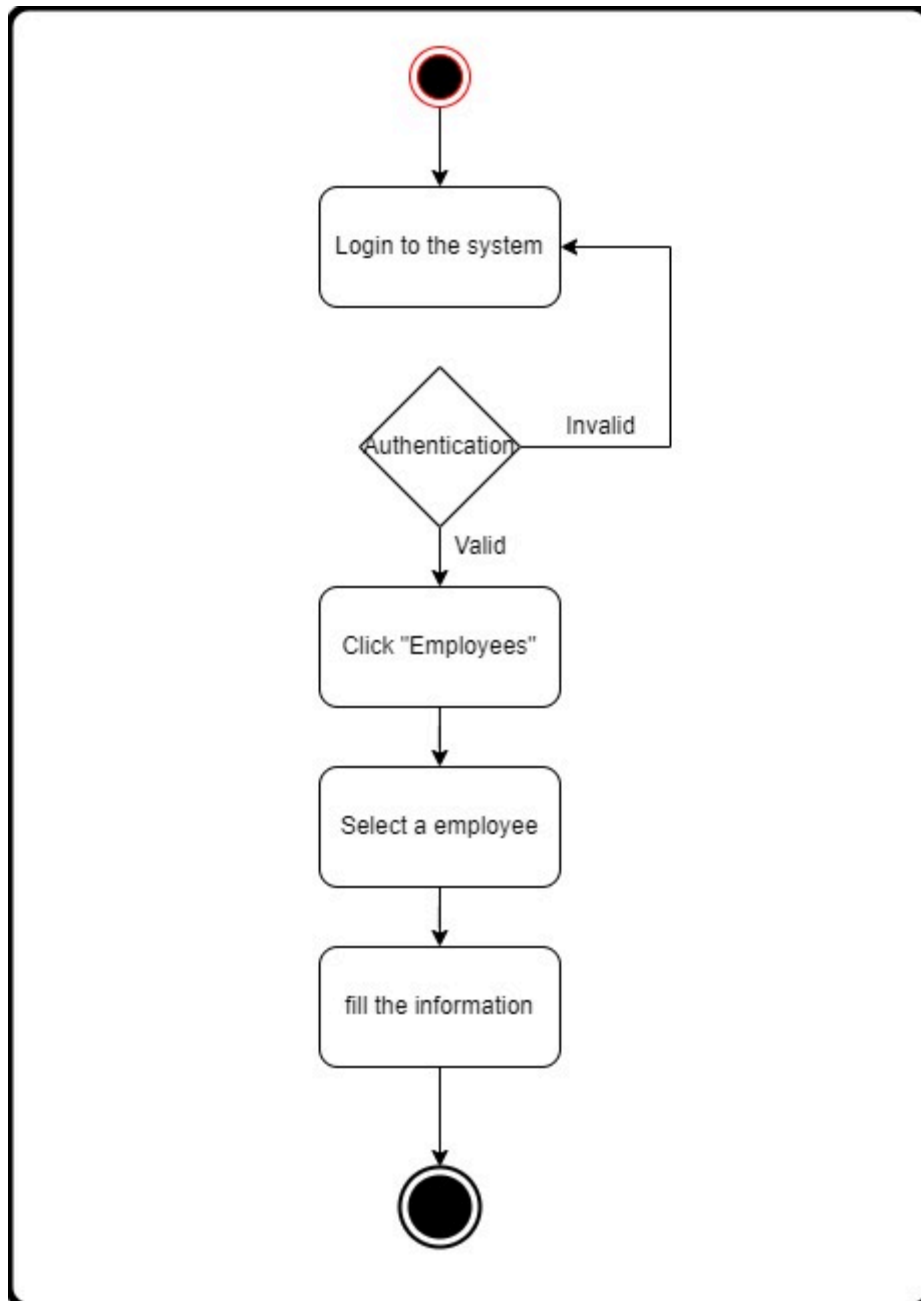 Login to the system
Authentication
Invalid
Valid
Click "Employees"
Select a employee
fill the information